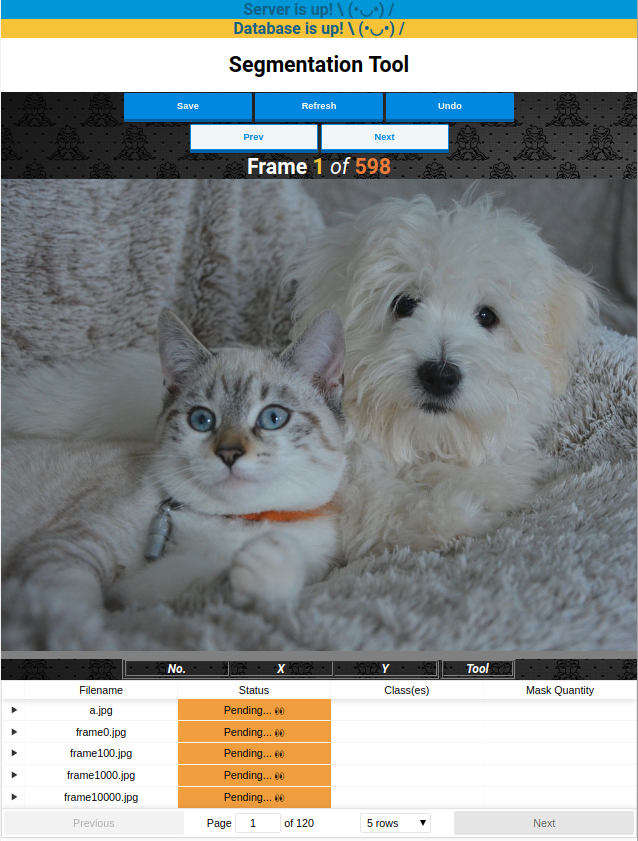 Server is up! \ (•◡•) /
Database is up! \ (•◡•) /
Segmentation Tool
Save Refresh Undo
Prev Next
Frame 1 of 598
No. X Y Tool
Filename Status Class(es) Mask Quantity
a.jpg Pending... 👀
frame0.jpg Pending... 👀
frame100.jpg Pending... 👀
frame1000.jpg Pending... 👀
frame10000.jpg Pending... 👀
Previous Page 1 of 120 5 rows Next